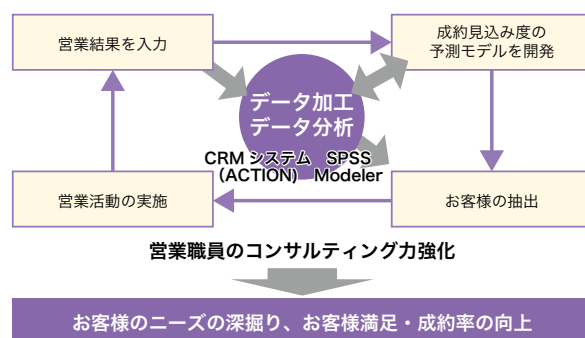 営業結果を入力
成約見込み度の
予測モデルを開発
データ加工
データ分析
CRM システム　SPSS
（ACTION)　Modeler
営業活動の実施
お客様の抽出
営業職員のコンサルティング力強化
お客様のニーズの深掘り、お客様満足・成約率の向上